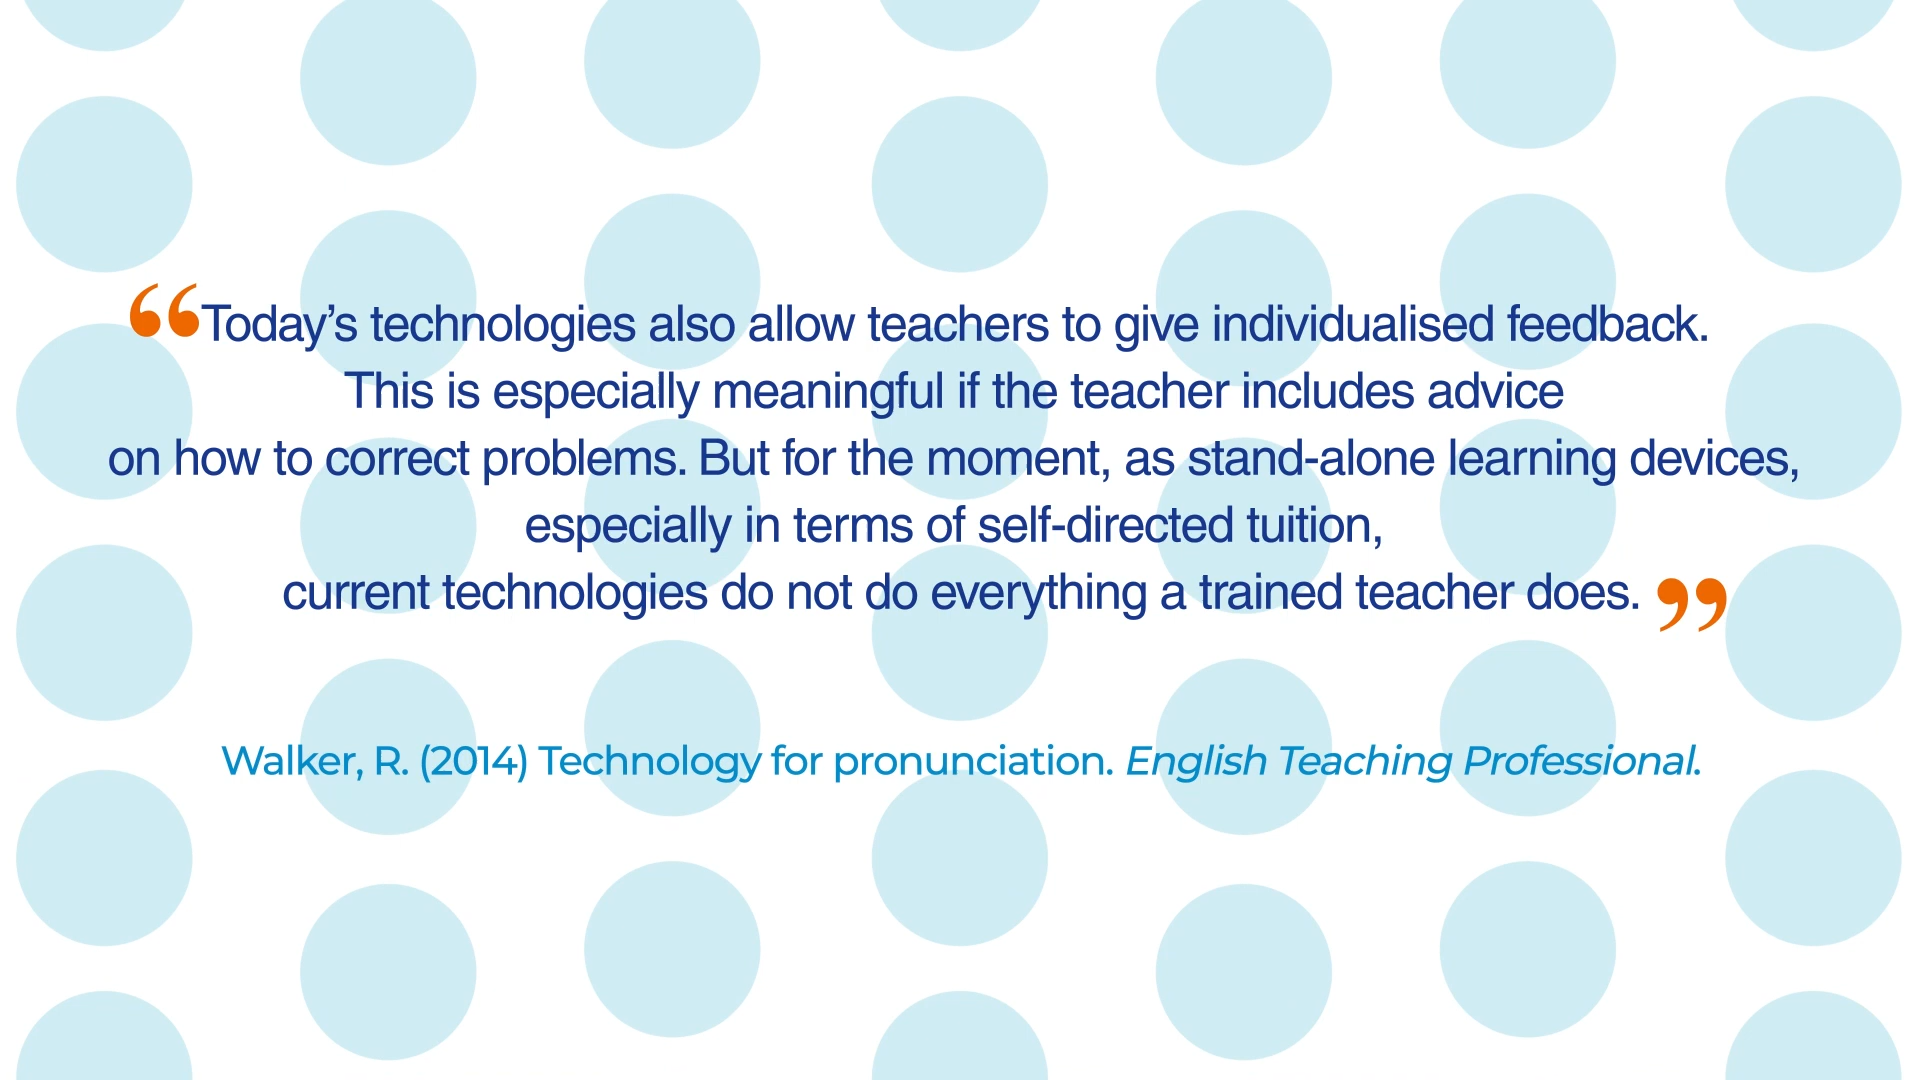 “Today’s technologies also allow teachers to give individualised feedback.
This is especially meaningful if the teacher includes advice
on how to correct problems. But for the moment, as stand-alone learning devices,
especially in terms of self-directed tuition,
current technologies do not do everything a trained teacher does. ”
Walker, R. (2014) Technology for pronunciation. English Teaching Professional.